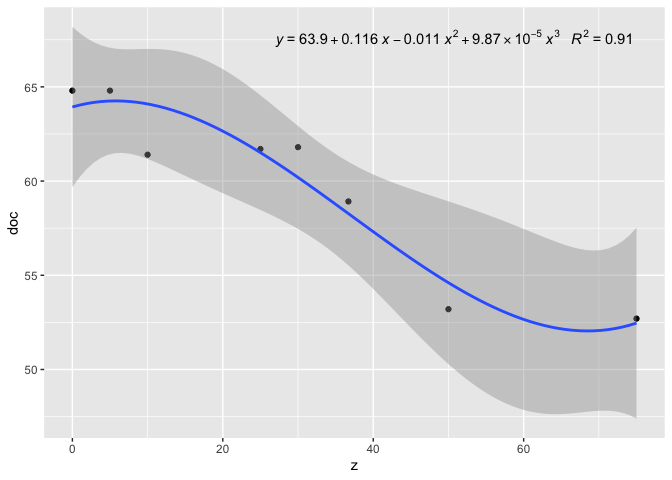 y = 63.9 + 0.116 x − 0.011 x² + 9.87 × 10⁻⁵ x³ R² = 0.91
65
60
55
50
doc
0 20 40 60
z